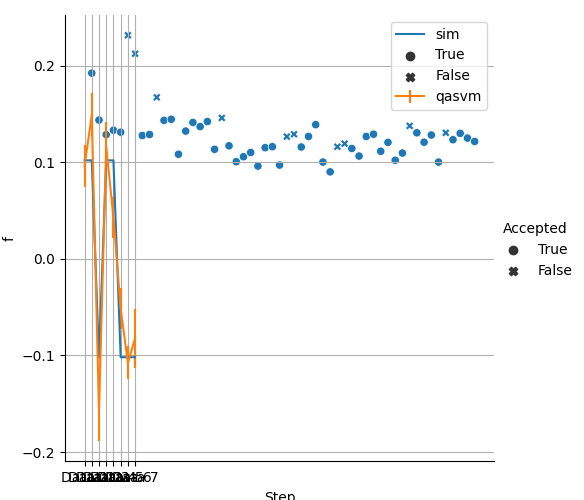 sim
True
False
qasvm
0.2
0.1
0.0
−0.1
−0.2
f
Accepted
True
False
Step